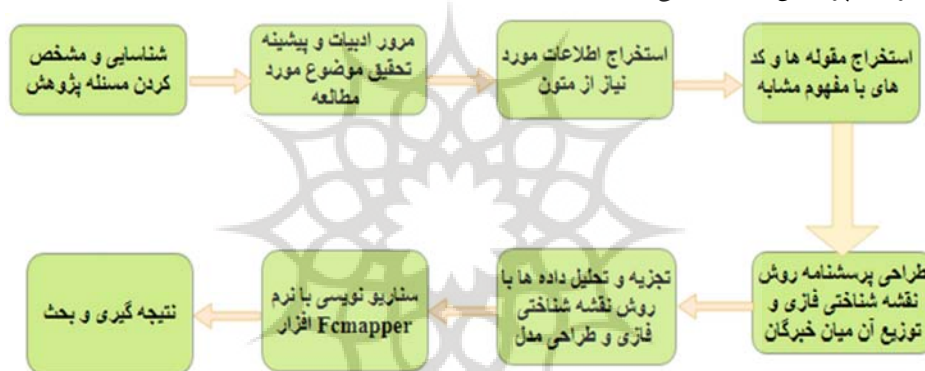 شناسایی و مشخص
کردن مسئله پژوهش
مرور ادبیات و پیشینه
تحقیق موضوع مورد
مطالعه
استخراج اطلاعات مورد
نیاز از متون
استخراج مقوله ها و کد
های با مفهوم مشابه
طراحی پرسشنامه روش
نقشه شناختی فازی و
توزیع آن میان خبرگان
تجزیه و تحلیل داده ها با
روش نقشه شناختی
فازی و طراحی مدل
سناریو نویسی با نرم
افزار Fcmapper
نتیجه گیری و بحث